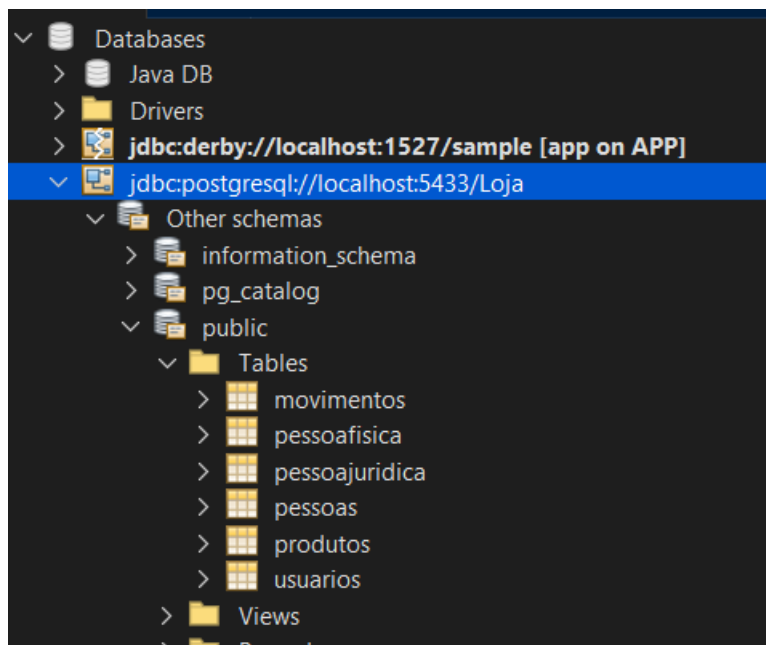 Databases
Java DB
Drivers
jdbc:derby://localhost:1527/sample [app on APP]
jdbc:postgresql://localhost:5433/Loja
Other schemas
information_schema
pg_catalog
public
Tables
movimentos
pessoafisica
pessoajuridica
pessoas
produtos
usuarios
Views